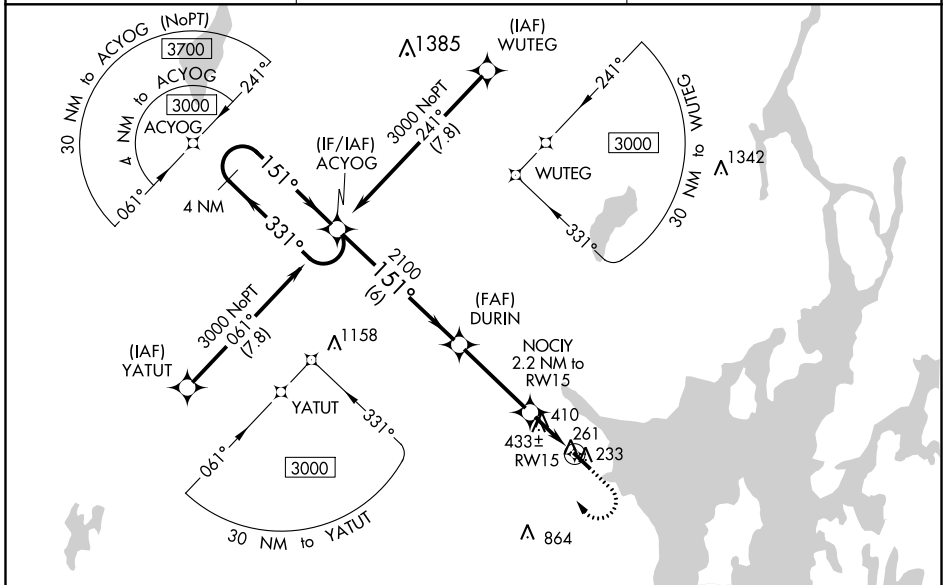 30 NM to ACYOG (NoPT)
3700
4 NM to ACYOG
3000
ACYOG
241°
061°
1385
(IAF)
WUTEG
3000 NoPT
241°
(7.8)
241°
30 NM to WUTEG
3000
WUTEG
331°
1342
(IF/IAF)
ACYOG
151°
4 NM
331°
2100
151°
(6)
3000 NoPT
061°
(7.8)
(IAF)
YATUT
1158
YATUT
331°
061°
3000
30 NM to YATUT
(FAF)
DURIN
NOCIY
2.2 NM to
RW15
410
433±
261
RW15
233
864